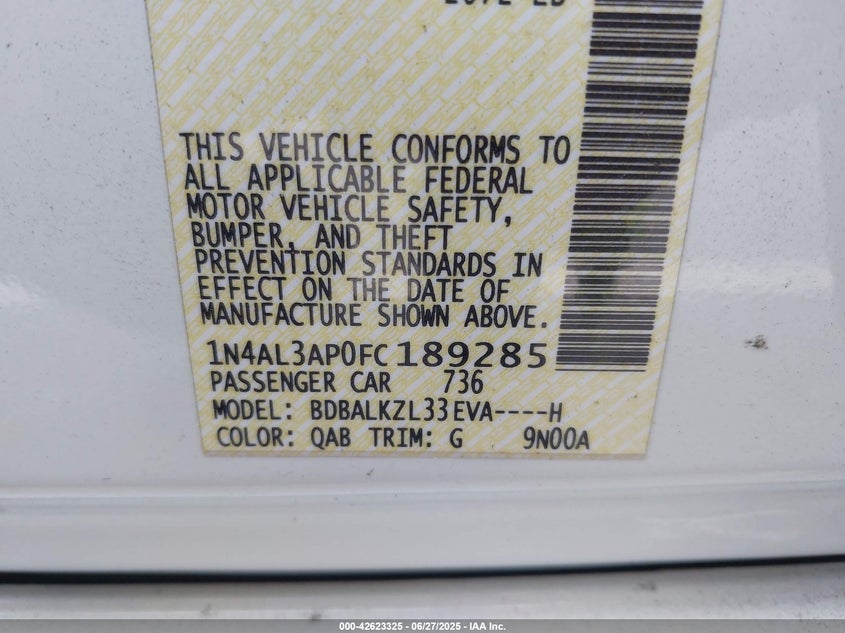 THIS VEHICLE CONFORMS TO
ALL APPLICABLE FEDERAL
MOTOR VEHICLE SAFETY,
BUMPER, AND THEFT
PREVENTION STANDARDS IN
EFFECT ON THE DATE OF
MANUFACTURE SHOWN ABOVE.
1N4AL3AP0FC189285
PASSENGER CAR 736
MODEL: BDBALKZL33EVA----H
COLOR: QAB TRIM: G 9N00A
000-42623325 - 06/27/2025 - IAA Inc.